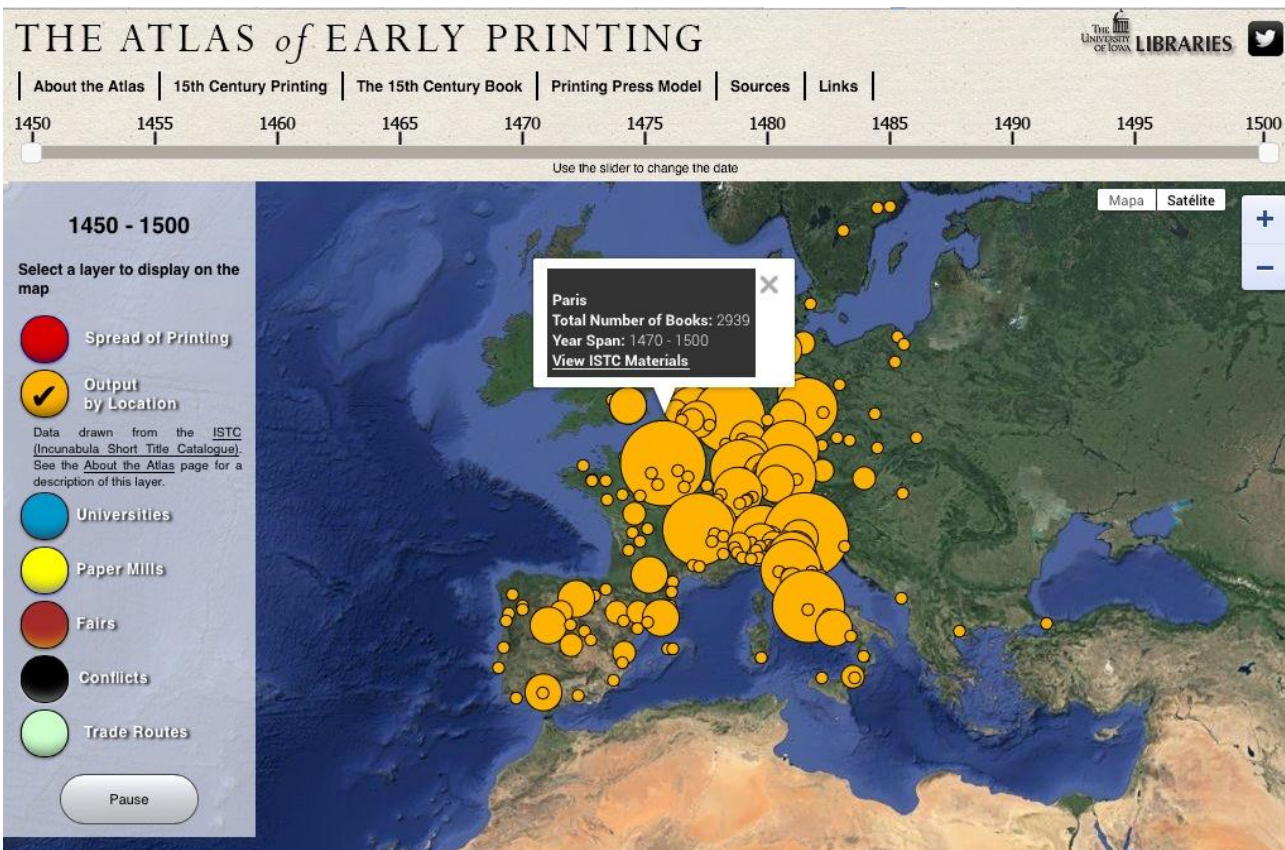 THE ATLAS of EARLY PRINTING
THE UNIVERSITY OF IOWA LIBRARIES
About the Atlas
15th Century Printing
The 15th Century Book
Printing Press Model
Sources
Links
1450 1455 1460 1465 1470 1475 1480 1485 1490 1495 1500
Use the slider to change the date
1450 - 1500
Select a layer to display on the
map
Spread of Printing
Output
by Location
Data drawn from the ISTC
(Incunabula Short Title Catalogue).
See the About the Atlas page for a
description of this layer.
Universities
Paper Mills
Fairs
Conflicts
Trade Routes
Pause
Mapa
Satélite
+
−
Paris
Total Number of Books: 2939
Year Span: 1470 - 1500
View ISTC Materials